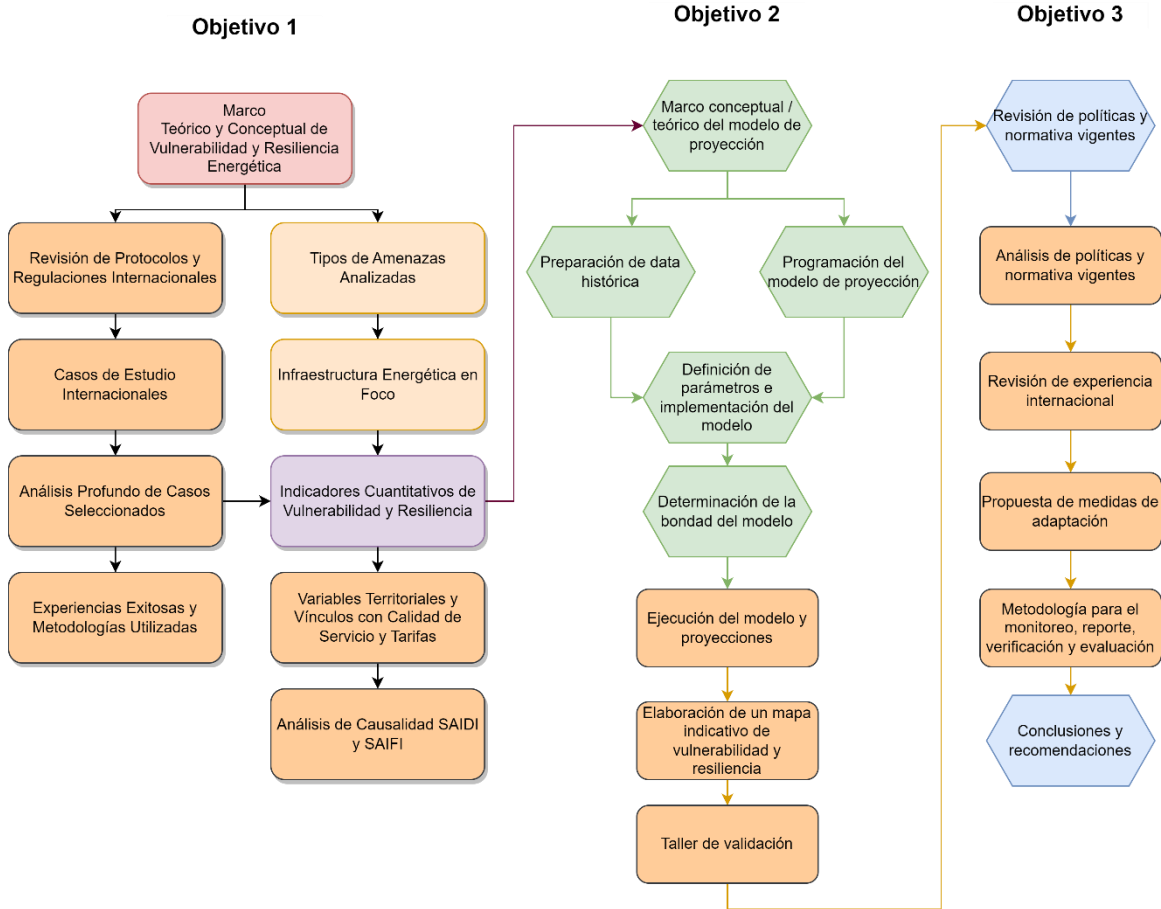 Objetivo 1
Marco
Teórico y Conceptual de
Vulnerabilidad y Resiliencia
Energética
Revisión de Protocolos y
Regulaciones Internacionales
Casos de Estudio
Internacionales
Análisis Profundo de Casos
Seleccionados
Experiencias Exitosas y
Metodologías Utilizadas
Tipos de Amenazas
Analizadas
Infraestructura Energética en
Foco
Indicadores Cuantitativos de
Vulnerabilidad y Resiliencia
Variables Territoriales y
Vínculos con Calidad de
Servicio y Tarifas
Análisis de Causalidad SAIDI
y SAIFI
Objetivo 2
Marco conceptual /
teórico del modelo de
proyección
Preparación de data
histórica
Programación del
modelo de proyección
Definición de
parámetros e
implementación del
modelo
Determinación de la
bondad del modelo
Ejecución del modelo y
proyecciones
Elaboración de un mapa
indicativo de
vulnerabilidad y
resiliencia
Taller de validación
Objetivo 3
Revisión de políticas y
normativa vigentes
Análisis de políticas y
normativa vigentes
Revisión de experiencia
internacional
Propuesta de medidas de
adaptación
Metodología para el
monitoreo, reporte,
verificación y evaluación
Conclusiones y
recomendaciones